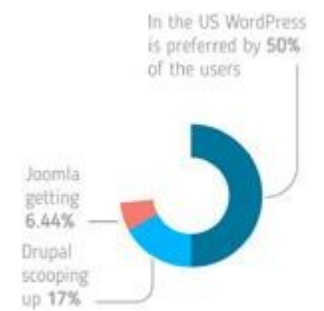 In the US WordPress
is preferred by 50%
of the users
Joomla
getting
6.44%
Drupal
scooping
up 17%